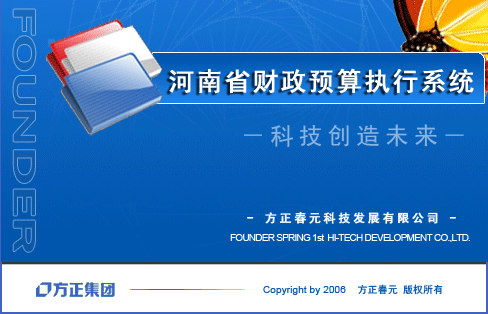 FOUNDER
河南省财政预算执行系统
－科技创造未来－
- 方正春元科技发展有限公司 -
FOUNDER SPRING 1st HI-TECH DEVELOPMENT CO.,LTD.
方正集团
Copyright by 2006 方正春元 版权所有